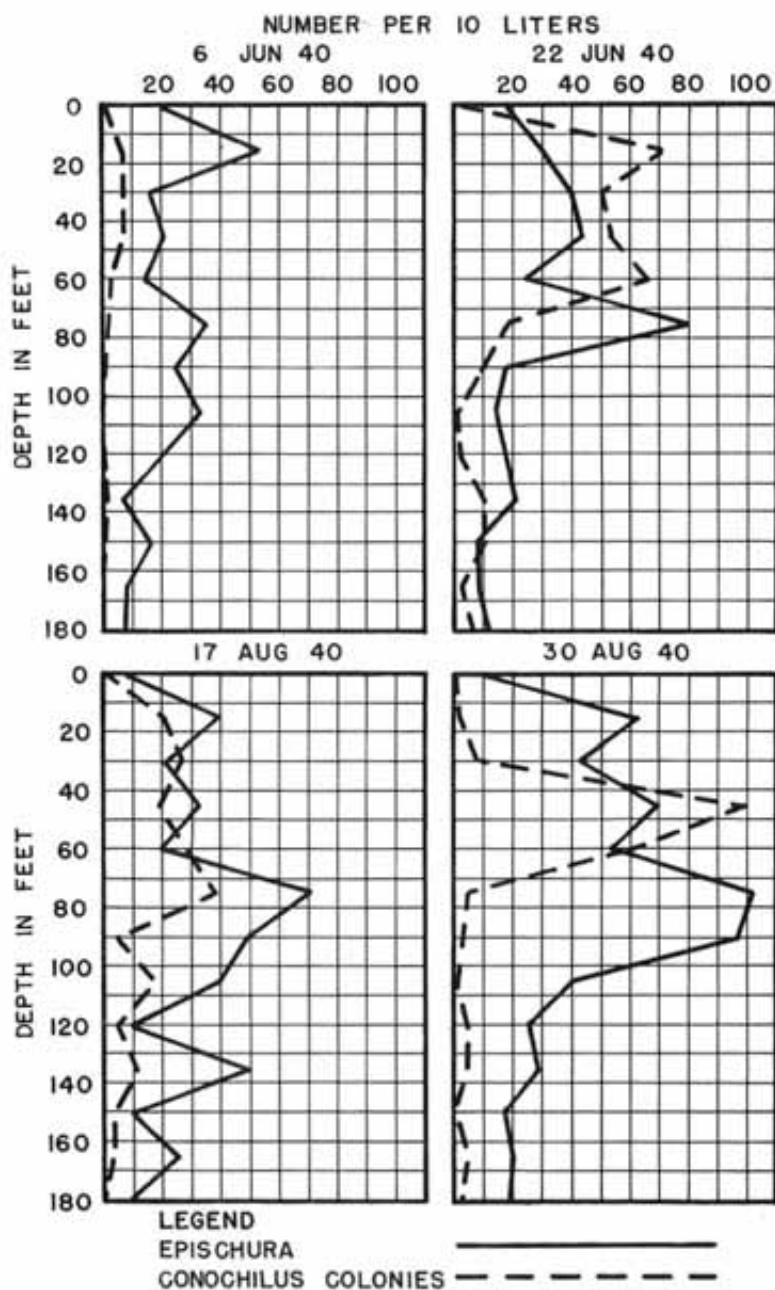 NUMBER PER 10 LITERS
6 JUN 40
22 JUN 40
20 40 60 80 100
20 40 60 80 100
0
20
40
60
80
100
120
140
160
180
DEPTH IN FEET
17 AUG 40
30 AUG 40
0
20
40
60
80
100
120
140
160
180
DEPTH IN FEET
LEGEND
EPISCHURA
CONOCHILUS COLONIES